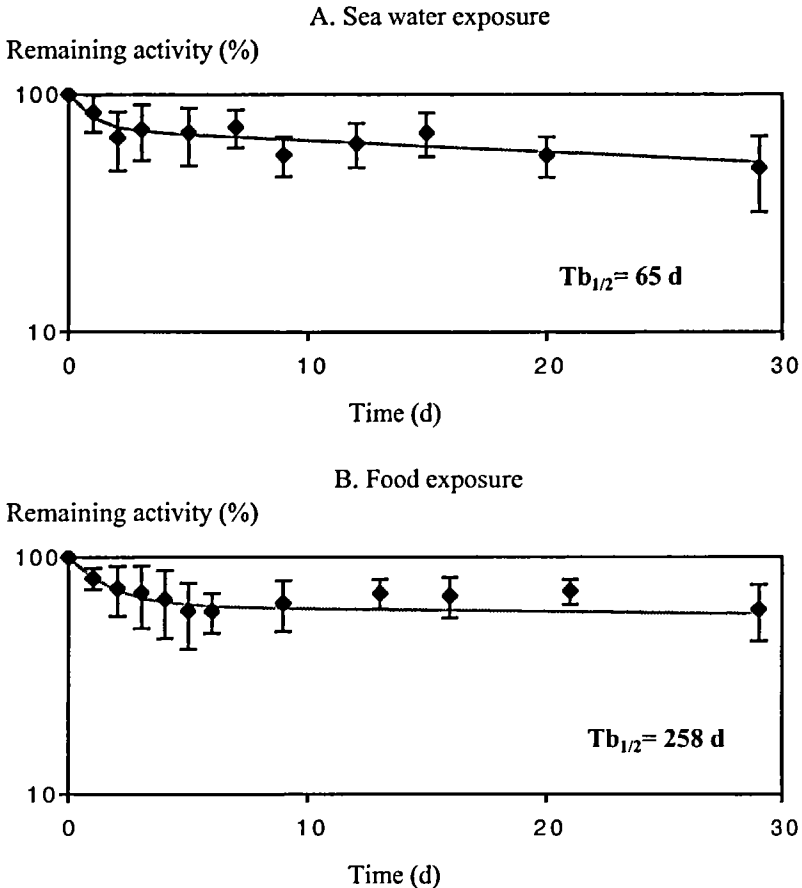 A. Sea water exposure
Remaining activity (%)
100
10
0 10 20 30
Tb1/2= 65 d
Time (d)
B. Food exposure
Remaining activity (%)
100
10
0 10 20 30
Tb1/2= 258 d
Time (d)